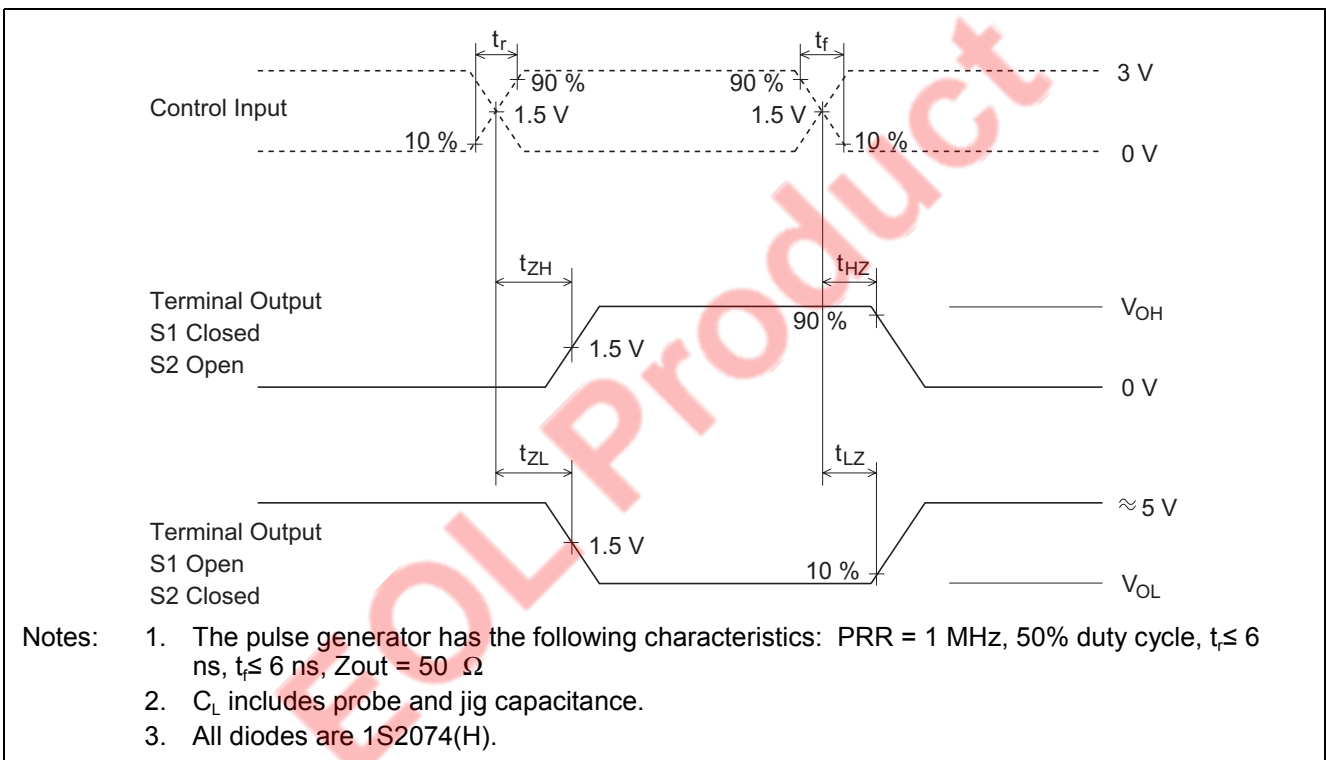 tr
tf
90 %
90 %
3 V
Control Input
1.5 V
1.5 V
10 %
10 %
0 V
tZH
tHZ
Terminal Output
S1 Closed
S2 Open
VOH
90 %
1.5 V
0 V
tZL
tLZ
≈ 5 V
Terminal Output
S1 Open
S2 Closed
1.5 V
10 %
VOL
Notes: 1. The pulse generator has the following characteristics: PRR = 1 MHz, 50% duty cycle, tr≤ 6
ns, tf≤ 6 ns, Zout = 50 Ω
2. CL includes probe and jig capacitance.
3. All diodes are 1S2074(H).
EOL Product